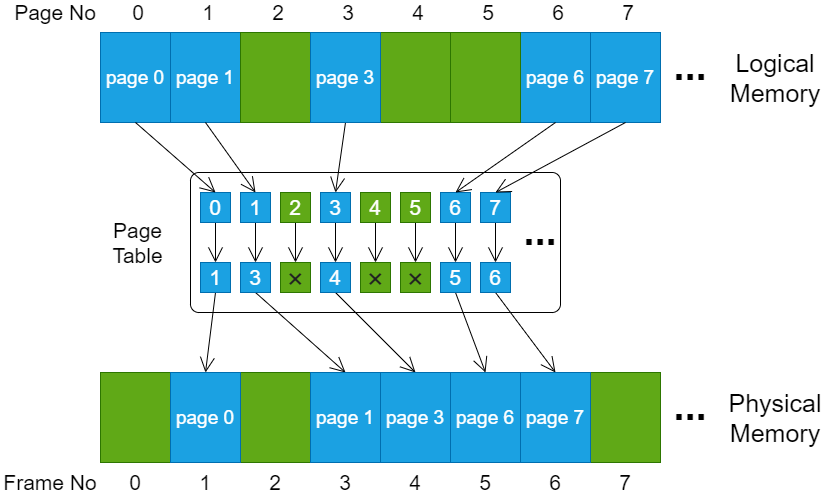 Page No 0 1 2 3 4 5 6 7
page 0 page 1 page 3 page 6 page 7 ...
Logical
Memory
Page
Table
0 1 2 3 4 5 6 7
...
1 3 × 4 × × 5 6
page 0 page 1 page 3 page 6 page 7 ...
Physical
Memory
Frame No 0 1 2 3 4 5 6 7